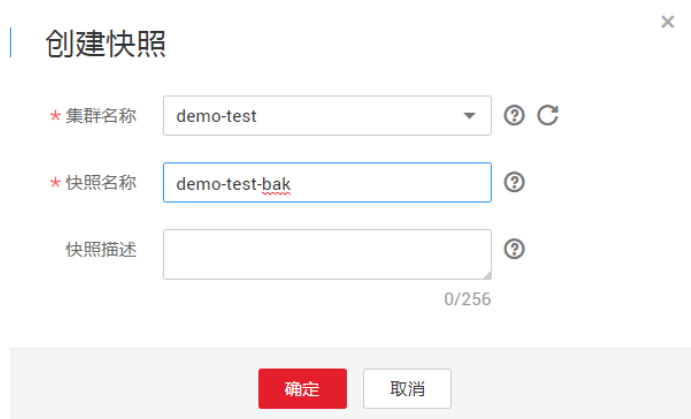 创建快照
* 集群名称 demo-test
* 快照名称 demo-test-bak
快照描述
0/256
确定 取消